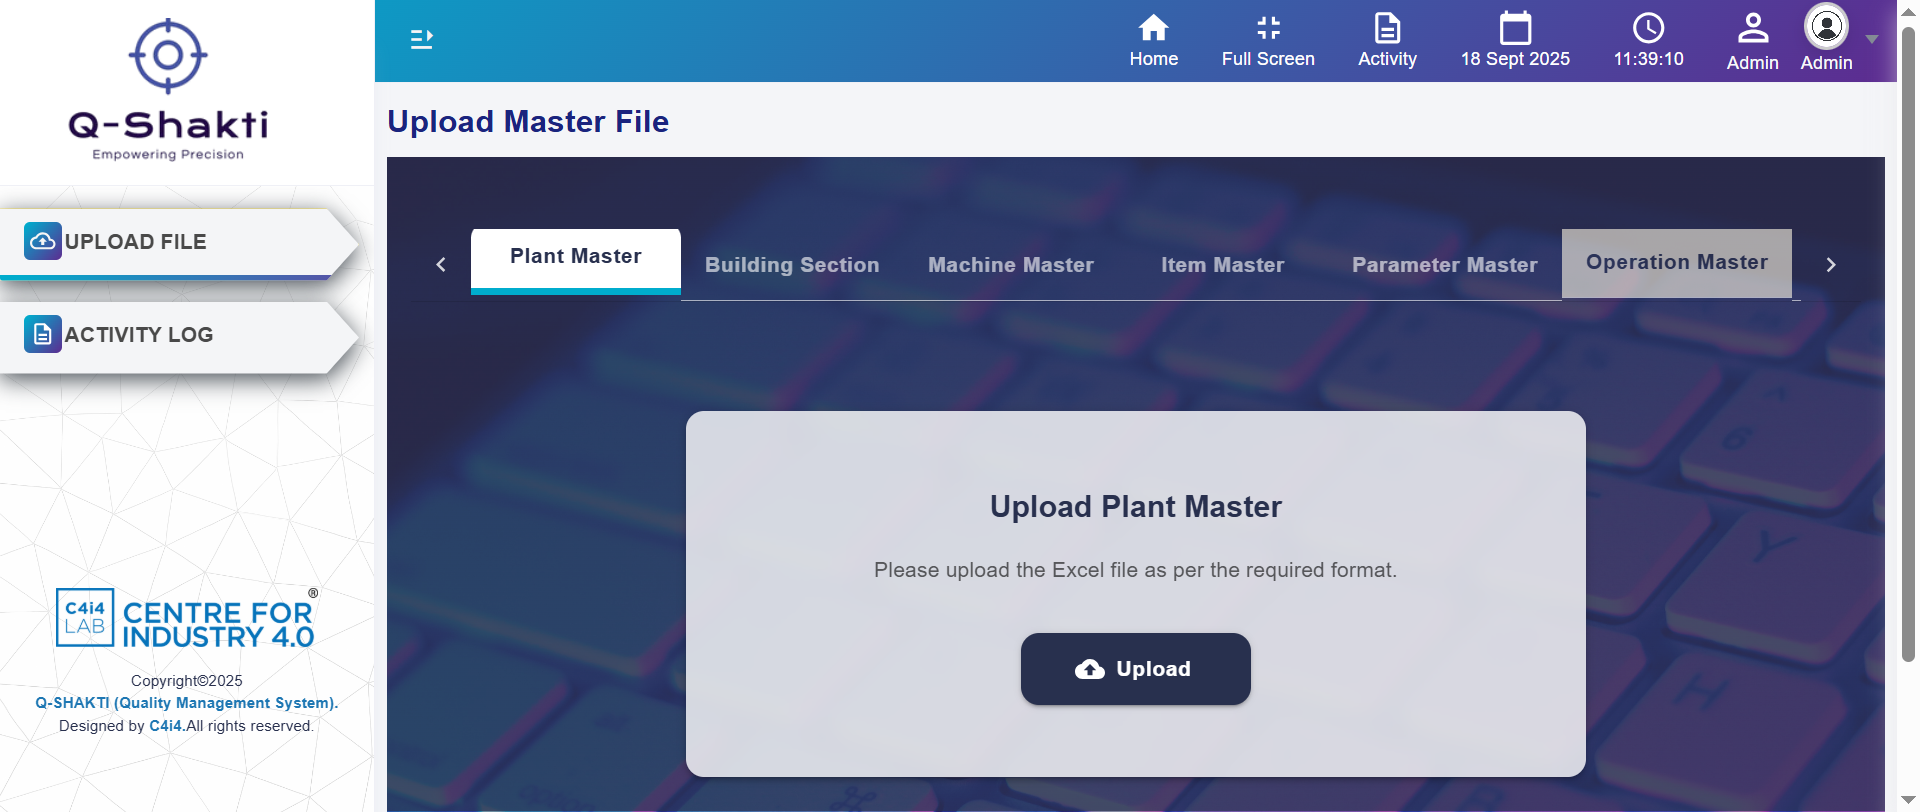 Q-Shakti
Empowering Precision
UPLOAD FILE
ACTIVITY LOG
C4i4
LAB
CENTRE FOR
INDUSTRY 4.0
®
Copyright©2025
Q-SHAKTI (Quality Management System).
Designed by C4i4.All rights reserved.
Home
Full Screen
Activity
18 Sept 2025
11:39:10
Admin
Admin
Upload Master File
Plant Master
Building Section
Machine Master
Item Master
Parameter Master
Operation Master
Upload Plant Master
Please upload the Excel file as per the required format.
Upload
6
Y
H
B
option